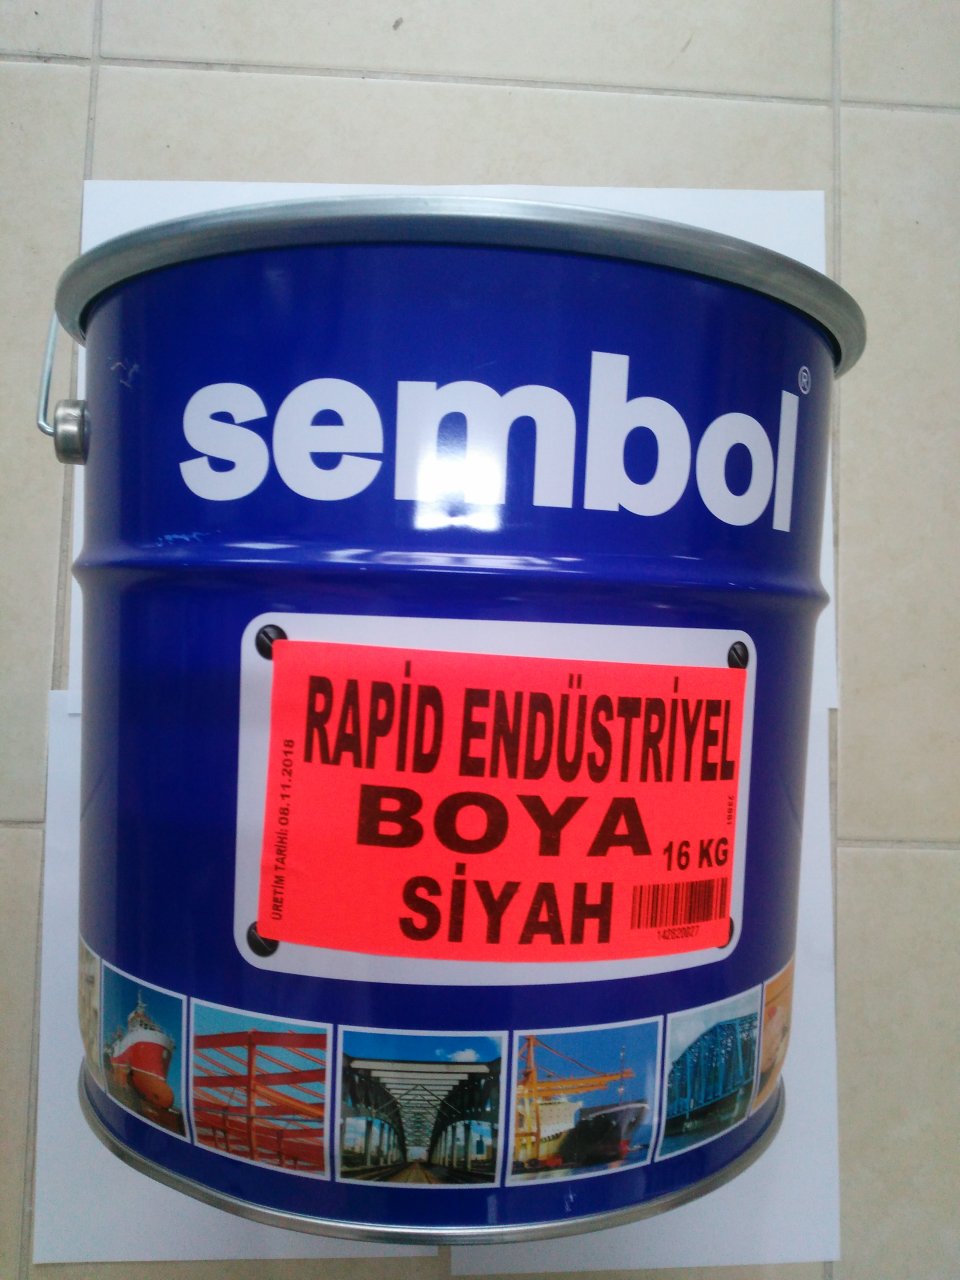 sembol®
RAPİD ENDÜSTRİYEL
BOYA
16 KG
SİYAH
ÜRETİM TARİHİ: 08.11.2018